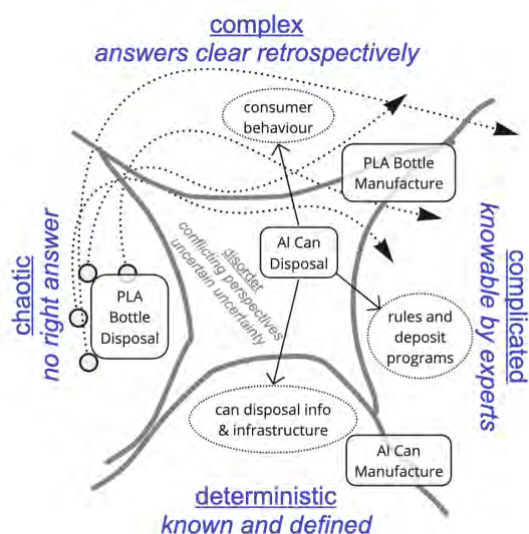 complex
answers clear retrospectively
consumer
behaviour
PLA Bottle
Manufacture
Al Can
Disposal
disorder
conflicting perspectives
uncertain uncertainty
chaotic
no right answer
PLA
Bottle
Disposal
rules and
deposit
programs
complicated
knowable by experts
can disposal info
& infrastructure
Al Can
Manufacture
deterministic
known and defined